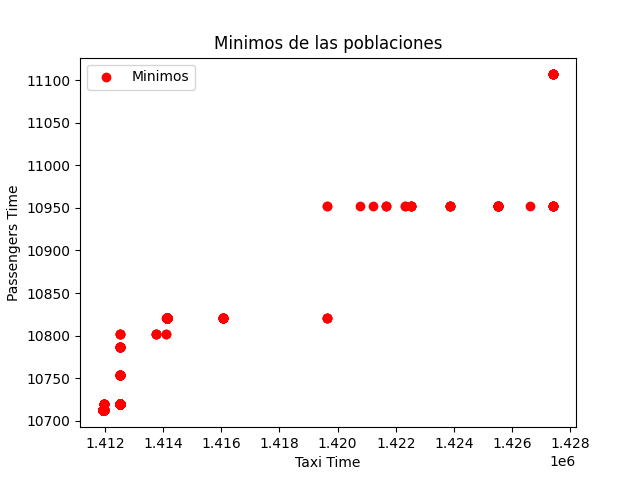 Minimos de las poblaciones
Minimos
11100
11050
11000
10950
10900
10850
10800
10750
10700
Passengers Time
1.412 1.414 1.416 1.418 1.420 1.422 1.424 1.426 1.428
1e6
Taxi Time